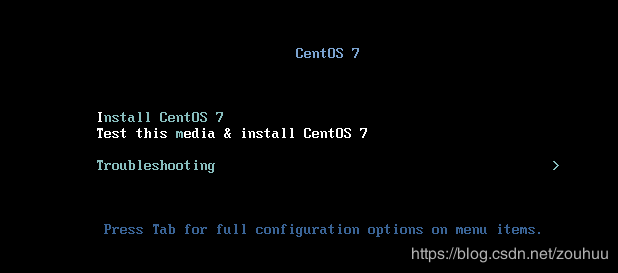 CentOS 7
Install CentOS 7
Test this media & install CentOS 7
Troubleshooting >
Press Tab for full configuration options on menu items.
https://blog.csdn.net/zouhuu